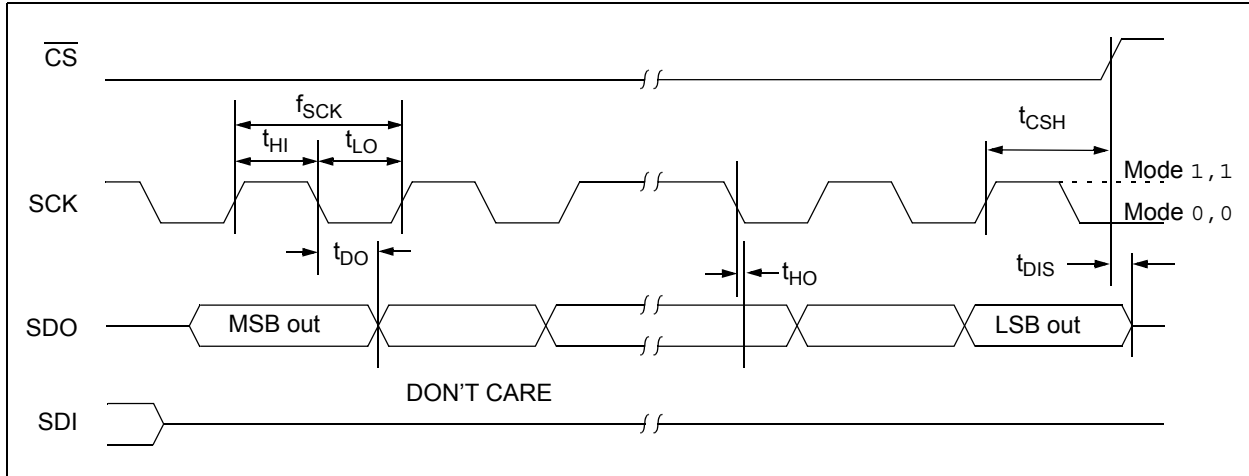 CS
fSCK
tHI
tLO
tCSH
SCK
Mode 1,1
Mode 0,0
tDO
tHO
tDIS
SDO
MSB out
LSB out
DON'T CARE
SDI